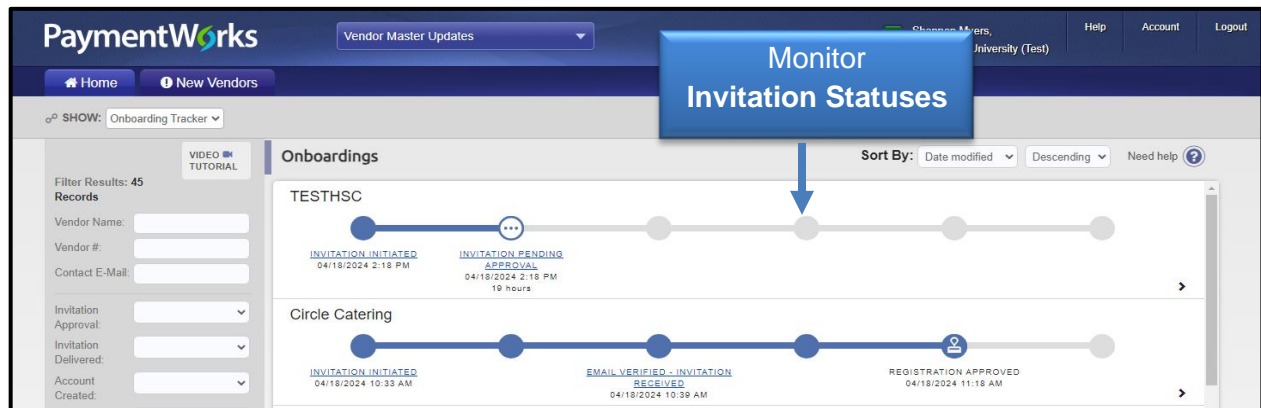 PaymentWorks
Vendor Master Updates
Shannon Myers,
University (Test)
Help
Account
Logout
Monitor
Invitation Statuses
Home
New Vendors
SHOW: Onboarding Tracker
VIDEO
TUTORIAL
Filter Results: 45
Records
Vendor Name:
Vendor #:
Contact E-Mail:
Invitation
Approval:
Invitation
Delivered:
Account
Created:
Onboardings
Sort By: Date modified Descending Need help ?
TESTHSC
INVITATION INITIATED
04/18/2024 2:18 PM
INVITATION PENDING
APPROVAL
04/18/2024 2:18 PM
19 hours
Circle Catering
INVITATION INITIATED
04/18/2024 10:33 AM
EMAIL VERIFIED - INVITATION
RECEIVED
04/18/2024 10:39 AM
REGISTRATION APPROVED
04/18/2024 11:18 AM